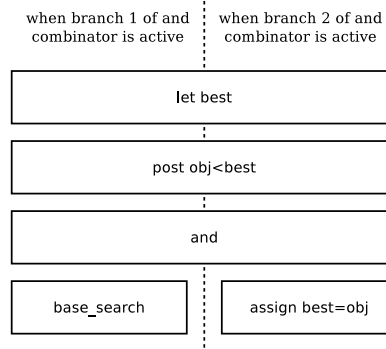 when branch 1 of and
combinator is active
when branch 2 of and
combinator is active
let best
post obj<best
and
base_search
assign best=obj